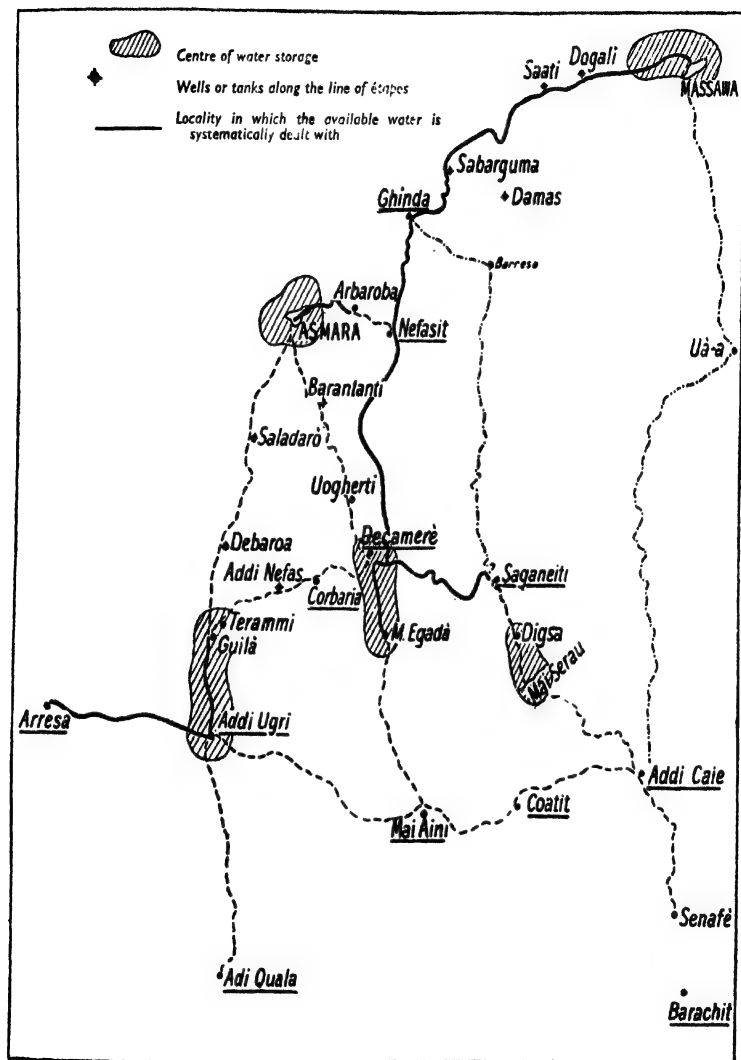 Centre of water storage
Wells or tanks along the line of étapes
Locality in which the available water is
systematically dealt with
Dogali
Saati
MASSAWA
Sabarguma
Damas
Ghinda
Barresa
Arbaroba
ASMARA
Nefasit
Uà-a
Barantanti
Saladarò
Uogherti
Debaroa
Decamerè
Addi Nefas
Corbaria
Saganeiti
Terammi
Guilà
M. Egadà
Digsa
Mai Serau
Arresa
Addi Ugri
Addi Caie
Coatit
Mai Aini
Senafè
Adi Quala
Barachit